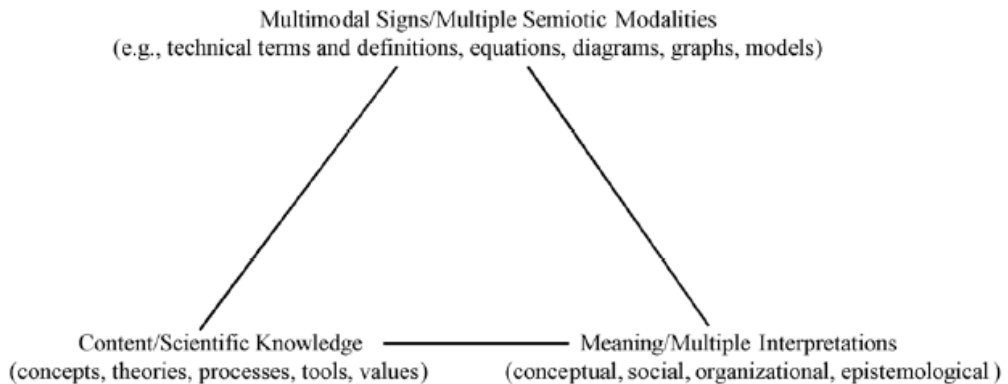 Multimodal Signs/Multiple Semiotic Modalities
(e.g., technical terms and definitions, equations, diagrams, graphs, models)
Content/Scientific Knowledge
(concepts, theories, processes, tools, values)
Meaning/Multiple Interpretations
(conceptual, social, organizational, epistemological)